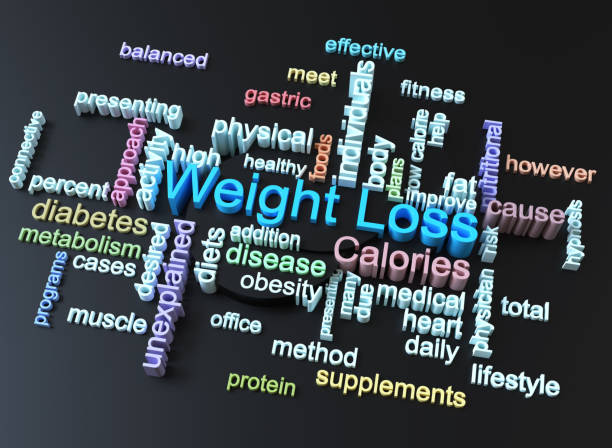 effective
balanced
meet
fitness
gastric
individuals
presenting
connective
approach
activity
physical
high
healthy
foods
body
plans
low calorie
help
nutritional
however
percent
Weight Loss
improve
fat
cause
hypnosis
diabetes
metabolism
cases
desired
unexplained
diets
addition
disease
Calories
risk
programs
obesity
many
due
medical
physician
total
presenting
muscle
office
heart
daily
method
lifestyle
protein
supplements